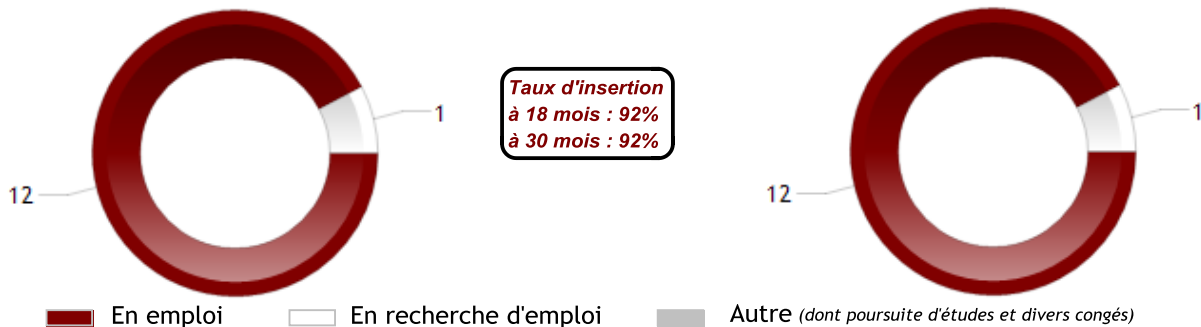 1
12
Taux d'insertion
à 18 mois : 92%
à 30 mois : 92%
1
12
En emploi
En recherche d'emploi
Autre (dont poursuite d'études et divers congés)